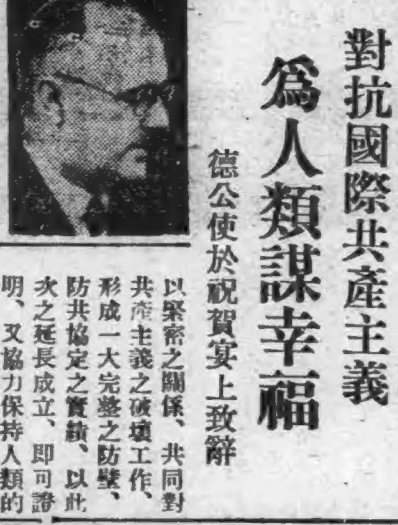 對抗國際共產主義
爲人類謀幸福
德公使於祝賀宴上致辭
以緊密之關係、共同對
共產主義之破壞工作、
形成一大完整之防壁、
防共協定之實績、以此
次之延長成立、即可證
明、又協力保持人類的